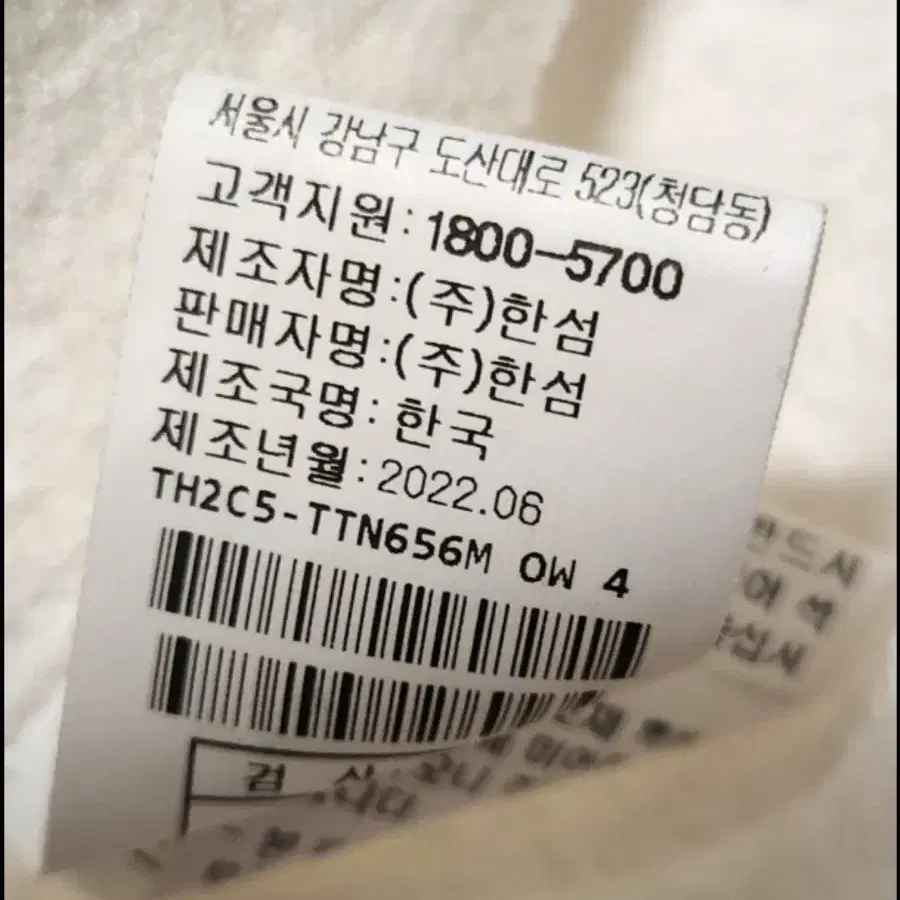 서울시 강남구 도산대로 523(청담동)
고객지원: 1800-5700
제조자명:(주)한섬
판매자명:(주)한섬
제조국명: 한국
제조년월:2022.06
TH2C5-TTN656M OW 4
검 사